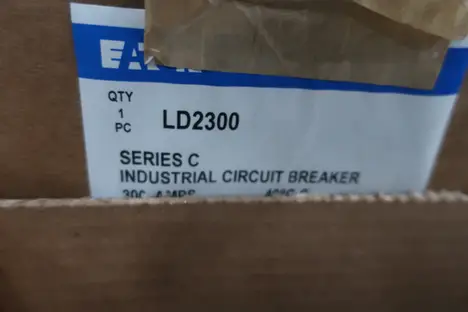 QTY
1
PC
LD2300
SERIES C
INDUSTRIAL CIRCUIT BREAKER